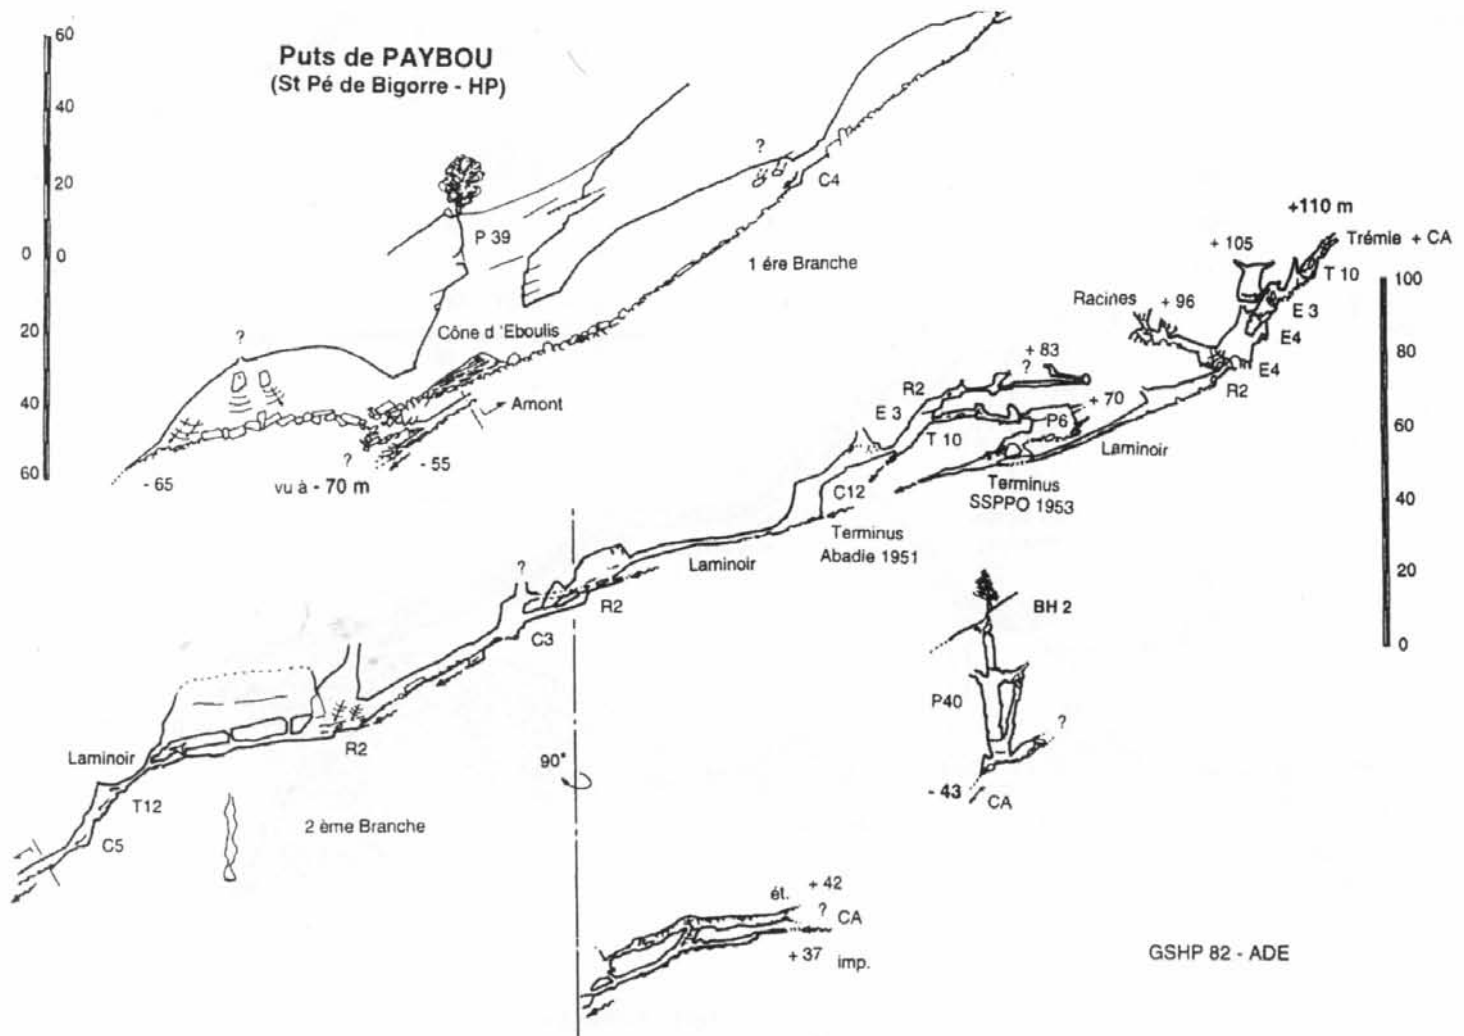 Puts de PAYBOU
(St Pé de Bigorre - HP)
60
40
20
0
0
20
40
60
P 39
?
C4
1 ére Branche
Cône d 'Eboulis
?
Amont
?
- 55
- 65
vu à - 70 m
+110 m
Trémie + CA
+ 105
T 10
E 3
E4
E4
Racines
+ 96
R2
+ 83
?
R2
E 3
T 10
+ 70
P6
Laminoir
Terminus
SSPPO 1953
C12
Terminus
Abadie 1951
Laminoir
100
80
60
40
20
0
?
R2
C3
R2
Laminoir
T12
C5
2 ème Branche
90°
BH 2
P40
?
- 43
CA
ét.
+ 42
?
CA
+ 37
imp.
GSHP 82 - ADE